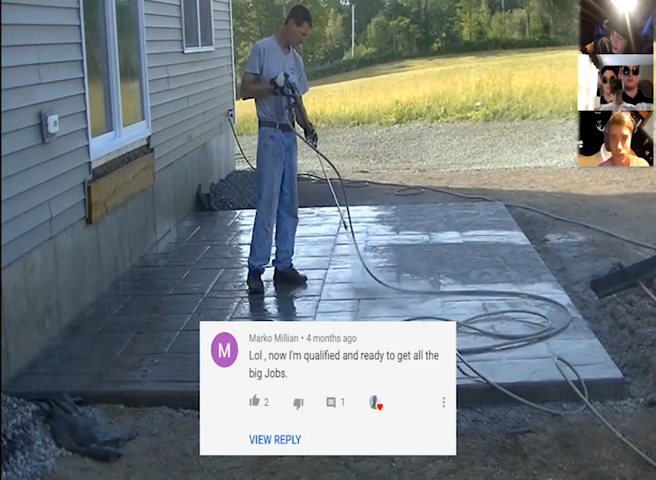 M
Marko Millian • 4 months ago
Lol , now I'm qualified and ready to get all the
big Jobs.
2
1
VIEW REPLY